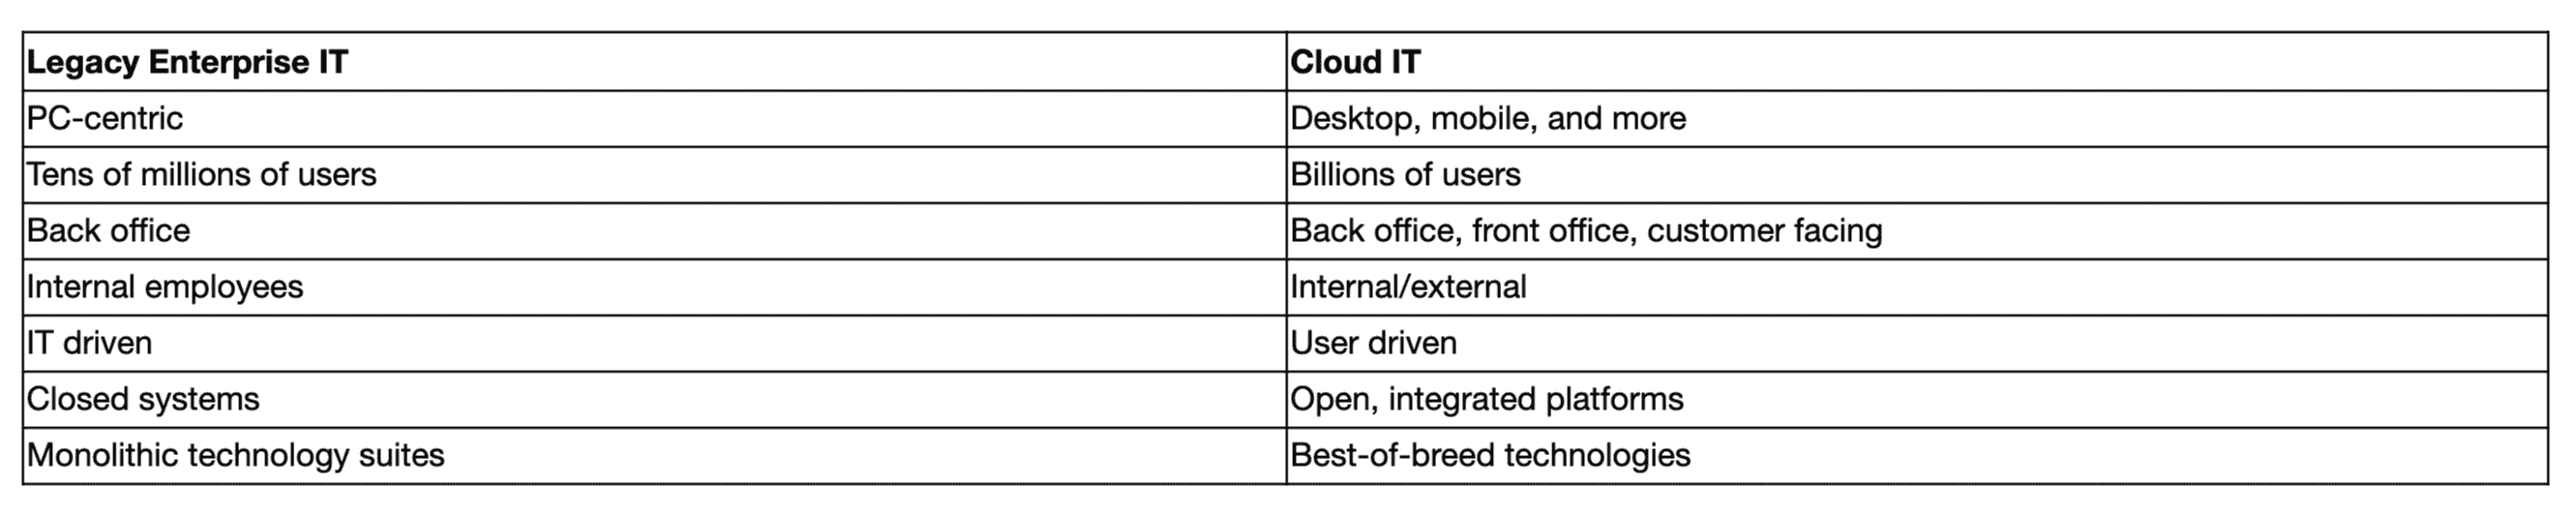 Legacy Enterprise IT Cloud IT
PC-centric Desktop, mobile, and more
Tens of millions of users Billions of users
Back office Back office, front office, customer facing
Internal employees Internal/external
IT driven User driven
Closed systems Open, integrated platforms
Monolithic technology suites Best-of-breed technologies